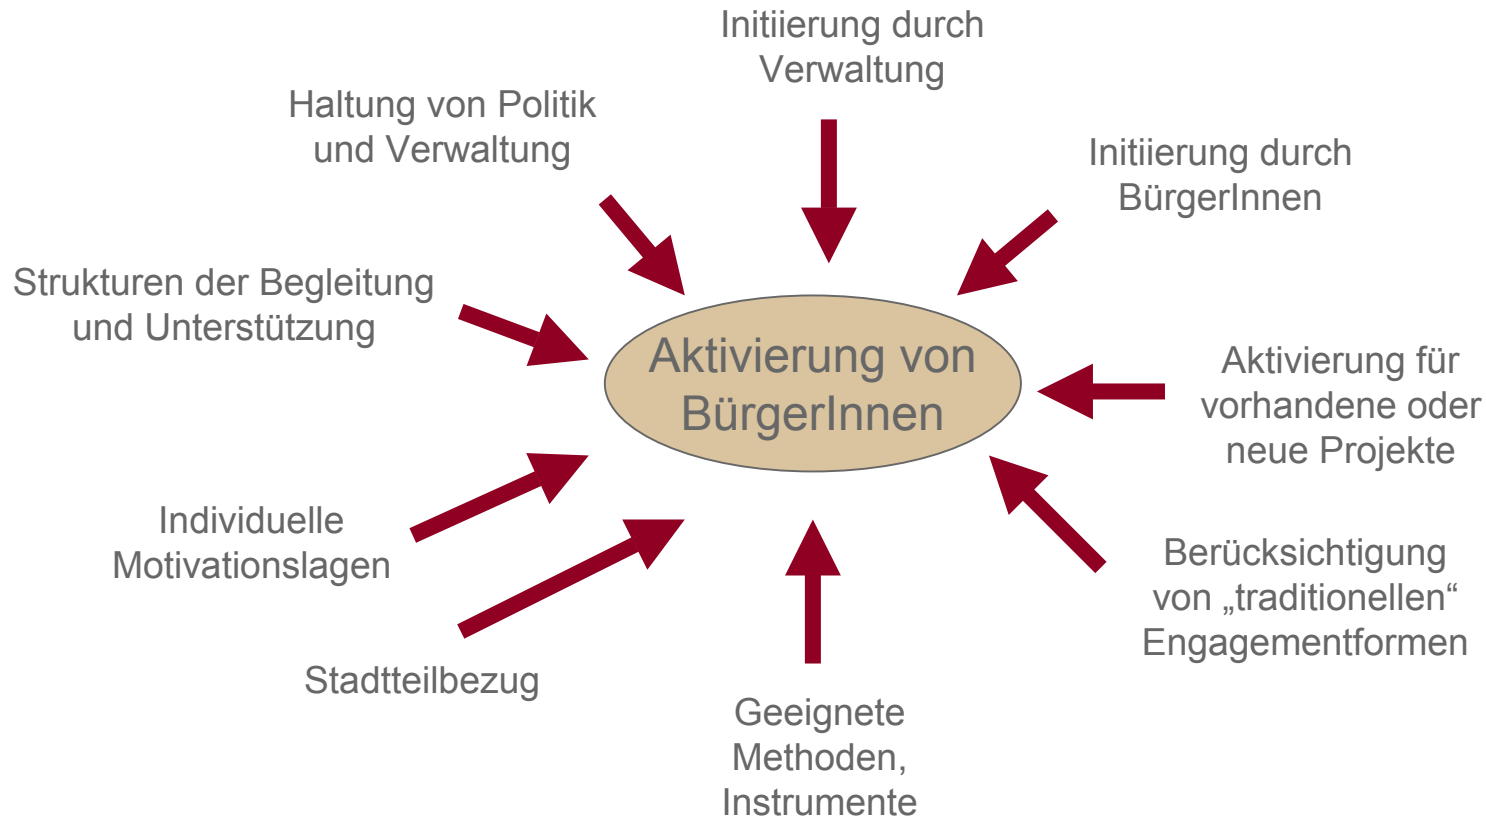 Initiierung durch
Verwaltung
Haltung von Politik
und Verwaltung
Initiierung durch
BürgerInnen
Strukturen der Begleitung
und Unterstützung
Aktivierung von
BürgerInnen
Aktivierung für
vorhandene oder
neue Projekte
Individuelle
Motivationslagen
Berücksichtigung
von „traditionellen“
Engagementformen
Stadtteilbezug
Geeignete
Methoden,
Instrumente